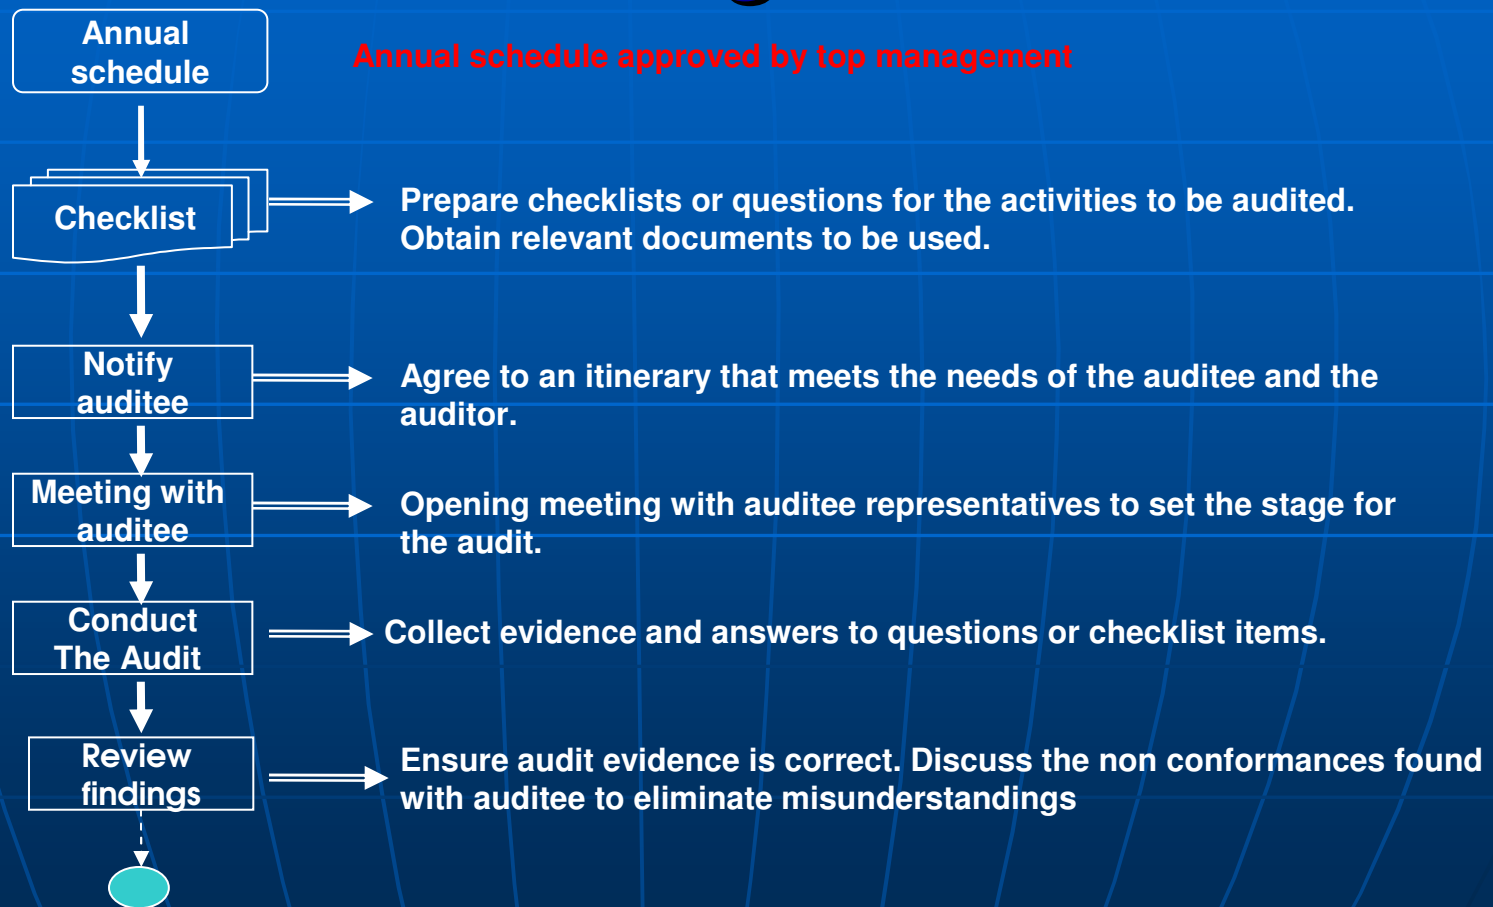 Annual
schedule
Annual schedule approved by top management
Checklist
Prepare checklists or questions for the activities to be audited.
Obtain relevant documents to be used.
Notify
auditee
Agree to an itinerary that meets the needs of the auditee and the
auditor.
Meeting with
auditee
Opening meeting with auditee representatives to set the stage for
the audit.
Conduct
The Audit
Collect evidence and answers to questions or checklist items.
Review
findings
Ensure audit evidence is correct. Discuss the non conformances found
with auditee to eliminate misunderstandings